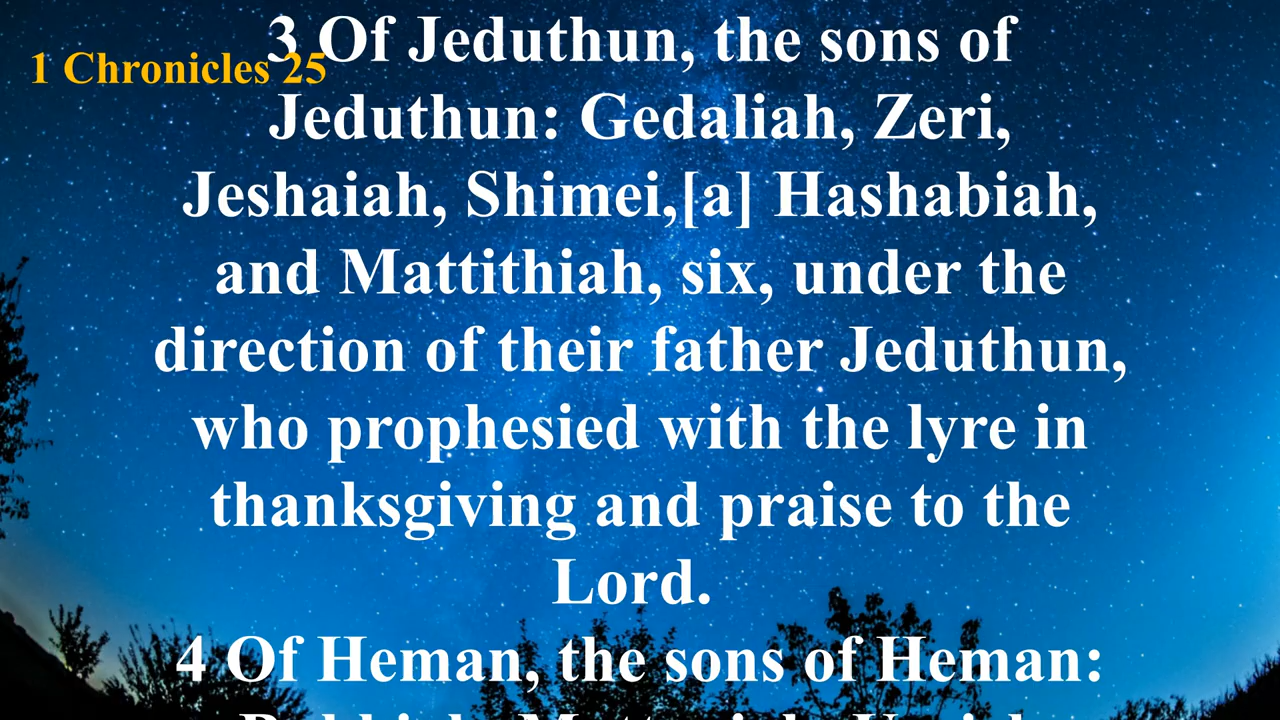 1 Chronicles 25
3 Of Jeduthun, the sons of
Jeduthun: Gedaliah, Zeri,
Jeshaiah, Shimei,[a] Hashabiah,
and Mattithiah, six, under the
direction of their father Jeduthun,
who prophesied with the lyre in
thanksgiving and praise to the
Lord.
4 Of Heman, the sons of Heman: